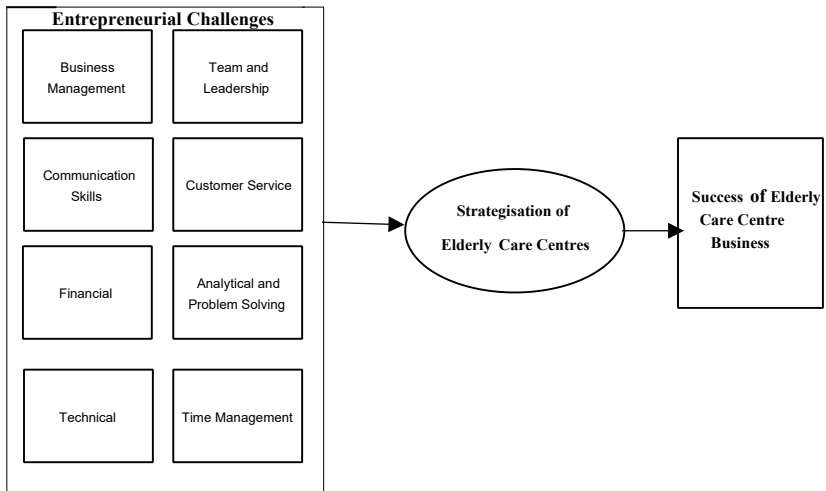 Entrepreneurial Challenges
Business
Management
Team and
Leadership
Communication
Skills
Customer Service
Financial
Analytical and
Problem Solving
Technical
Time Management
Strategisation of
Elderly Care Centres
Success of Elderly
Care Centre
Business